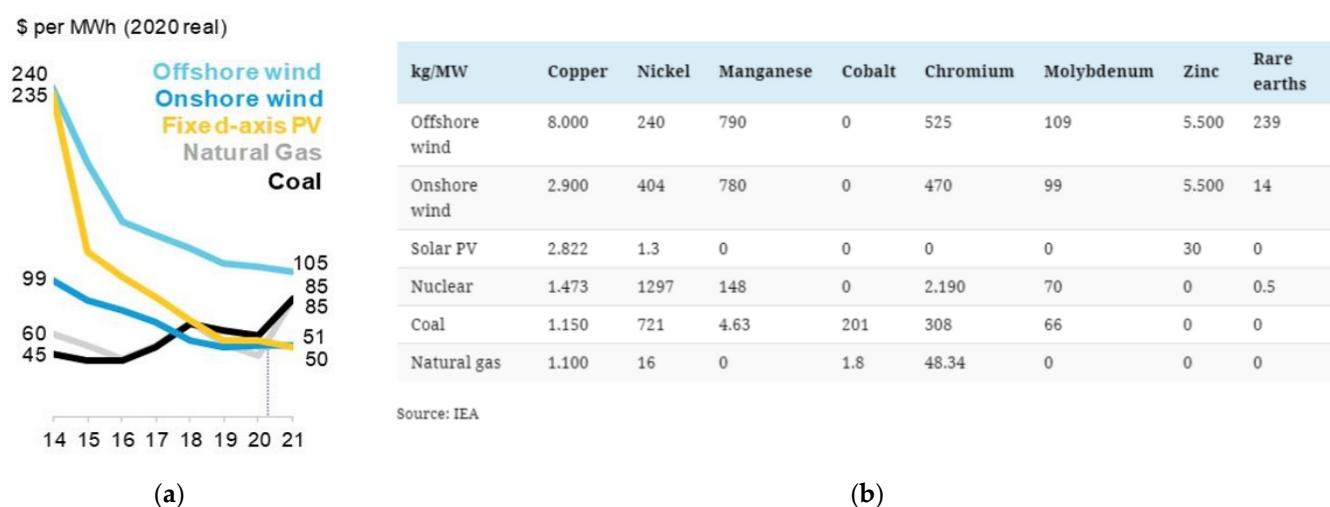 $ per MWh (2020 real)
240
235
Offshore wind
Onshore wind
Fixed-axis PV
Natural Gas
Coal
99
60
45
105
85
85
51
50
14 15 16 17 18 19 20 21
(a)
kg/MW Copper Nickel Manganese Cobalt Chromium Molybdenum Zinc Rare
earths
Offshore 8.000 240 790 0 525 109 5.500 239
wind
Onshore 2.900 404 780 0 470 99 5.500 14
wind
Solar PV 2.822 1.3 0 0 0 0 30 0
Nuclear 1.473 1297 148 0 2.190 70 0 0.5
Coal 1.150 721 4.63 201 308 66 0 0
Natural gas 1.100 16 0 1.8 48.34 0 0 0
Source: IEA
(b)